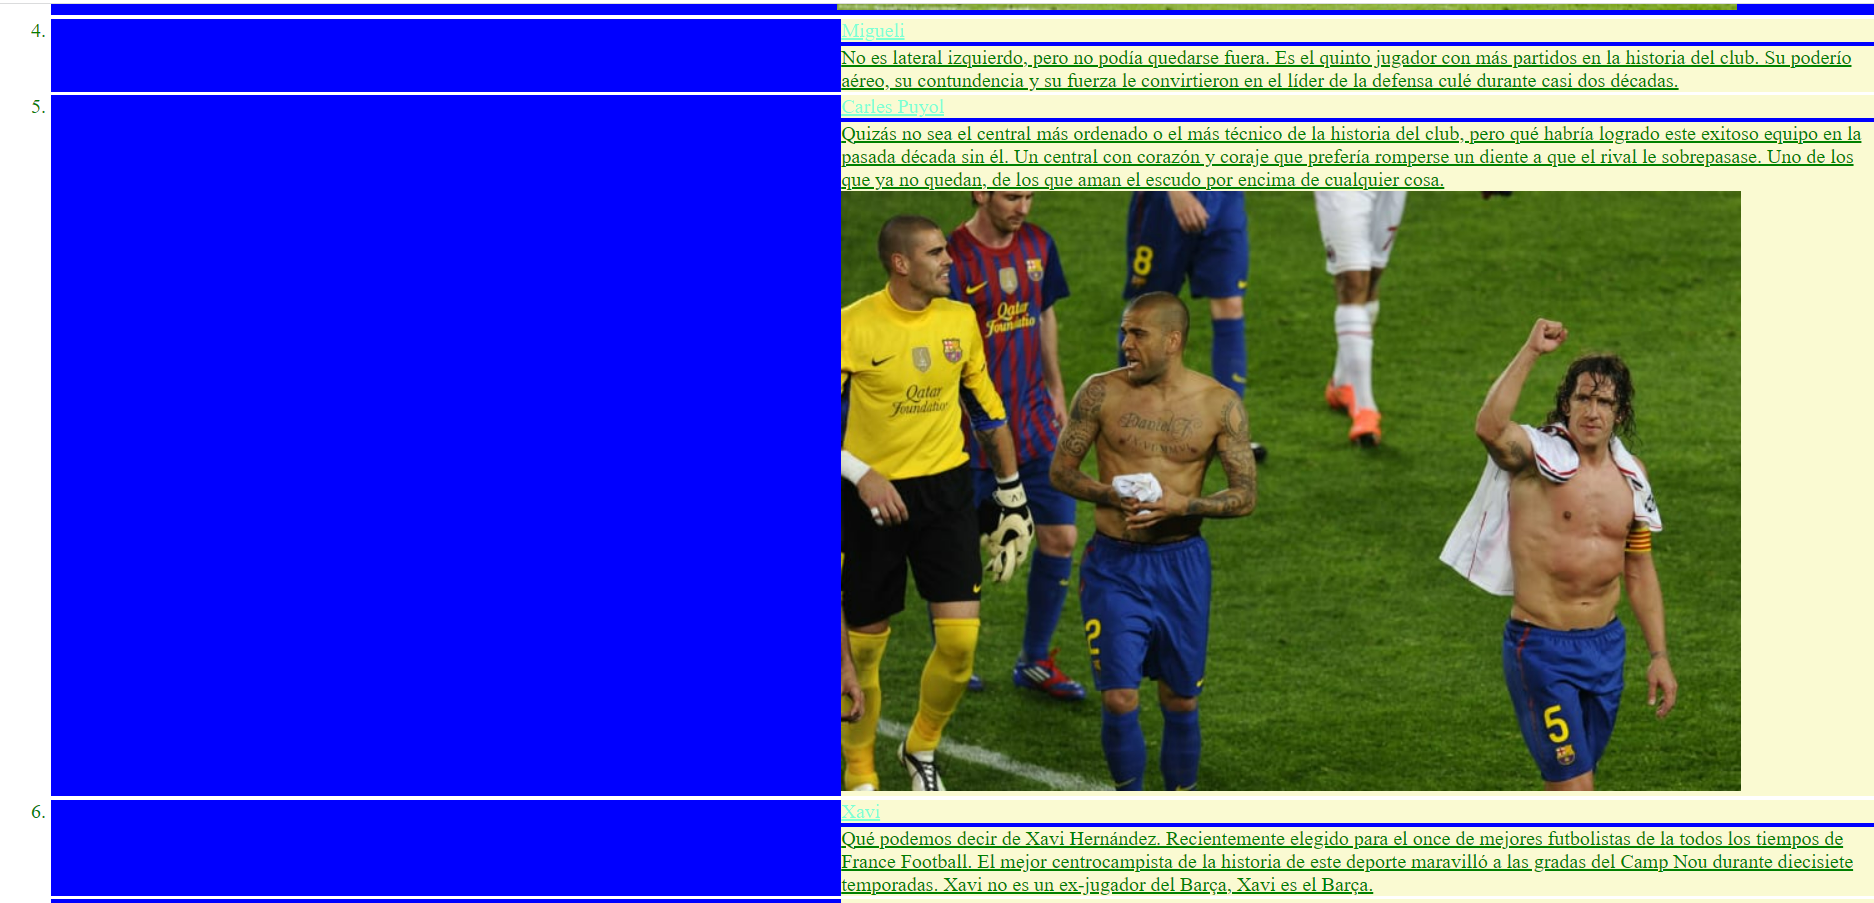 4. Migueli
No es lateral izquierdo, pero no podía quedarse fuera. Es el quinto jugador con más partidos en la historia del club. Su poderío
aéreo, su contundencia y su fuerza le convirtieron en el líder de la defensa culé durante casi dos décadas.
5. Carles Puyol
Quizás no sea el central más ordenado o el más técnico de la historia del club, pero qué habría logrado este exitoso equipo en la
pasada década sin él. Un central con corazón y coraje que prefería romperse un diente a que el rival le sobrepasase. Uno de los
que ya no quedan, de los que aman el escudo por encima de cualquier cosa.
8
Qatar
Foundation
Qatar
Foundation
Daniel
2
5
6. Xavi
Qué podemos decir de Xavi Hernández. Recientemente elegido para el once de mejores futbolistas de la todos los tiempos de
France Football. El mejor centrocampista de la historia de este deporte maravilló a las gradas del Camp Nou durante diecisiete
temporadas. Xavi no es un ex-jugador del Barça, Xavi es el Barça.